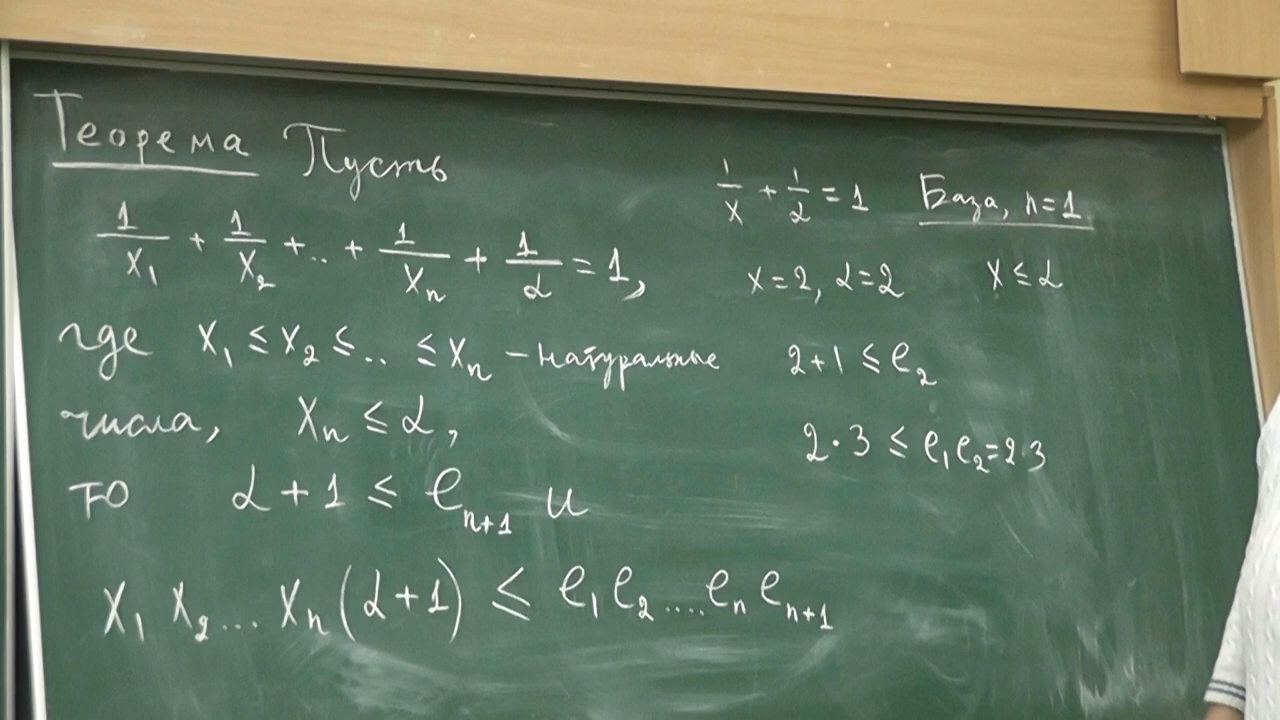 Теорема Пусть
1/x₁ + 1/x₂ + .. + 1/xₙ + 1/α = 1,
где x₁ ≤ x₂ ≤ .. ≤ xₙ – натуральные
числа, xₙ ≤ α,
то α + 1 ≤ eₙ₊₁ и
x₁ x₂ ... xₙ (α+1) ≤ e₁ e₂ .... eₙ eₙ₊₁
1/x + 1/α = 1 База, n=1
x = 2, α = 2 x ≤ α
2+1 ≤ e₂
2·3 ≤ e₁e₂=2·3